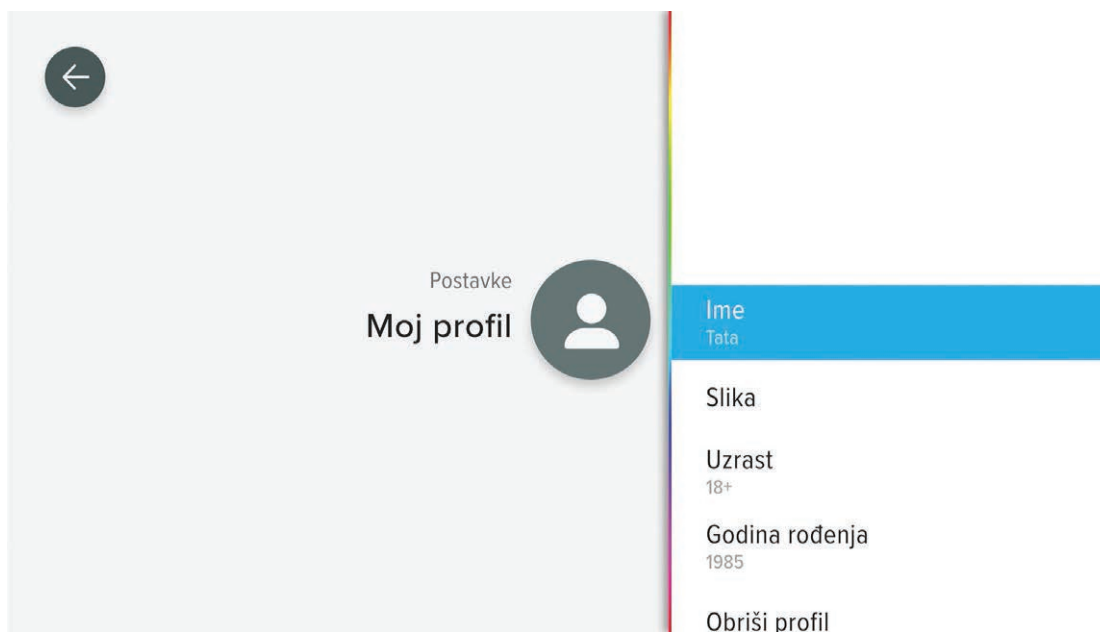 Postavke
Moj profil
Ime
Tata
Slika
Uzrast
18+
Godina rođenja
1985
Obriši profil